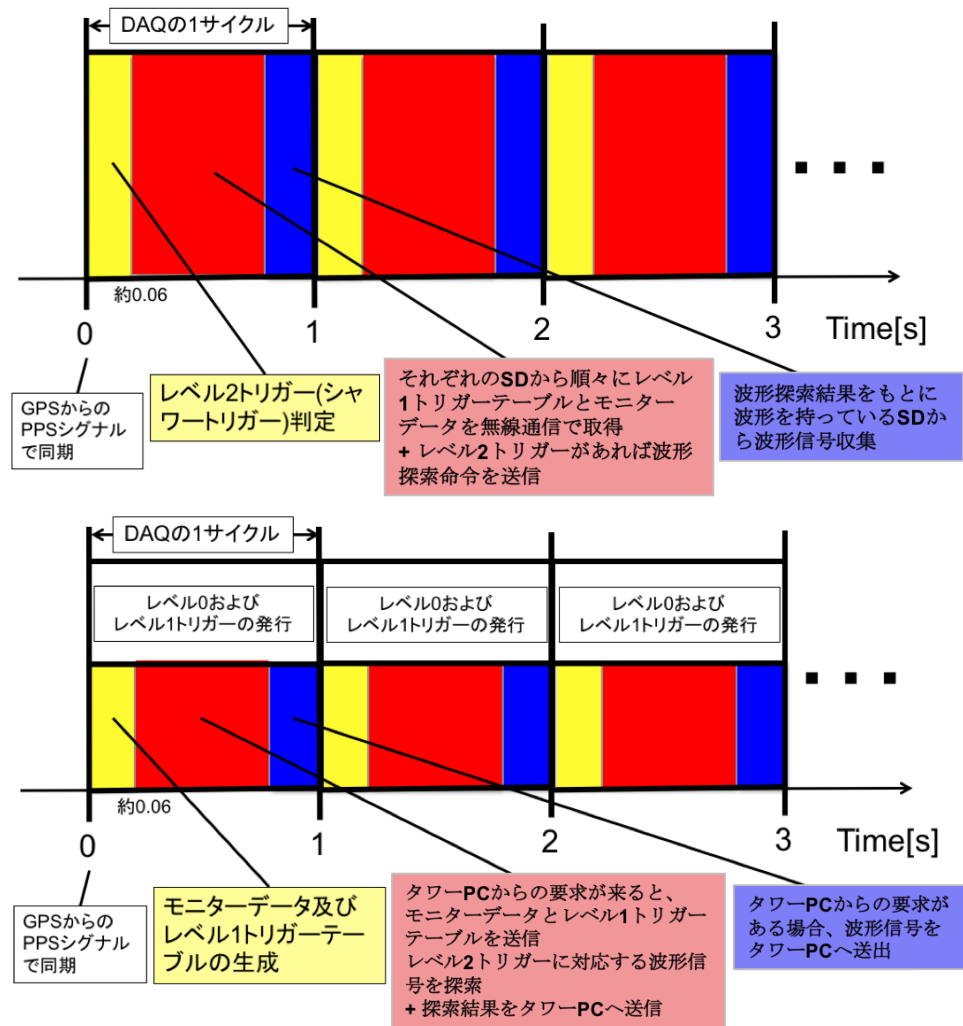 DAQの1サイクル
約0.06
0
1
2
3
Time[s]
GPSからの
PPSシグナル
で同期
レベル2トリガー(シャ
ワートリガー)判定
それぞれのSDから順々にレベル
1トリガーテーブルとモニター
データを無線通信で取得
+ レベル2トリガーがあれば波形
探索命令を送信
波形探索結果をもとに
波形を持っているSDか
ら波形信号収集
DAQの1サイクル
レベル0および
レベル1トリガーの発行
レベル0および
レベル1トリガーの発行
レベル0および
レベル1トリガーの発行
約0.06
0
1
2
3
Time[s]
GPSからの
PPSシグナル
で同期
モニターデータ及び
レベル1トリガーテー
ブルの生成
タワーPCからの要求が来ると、
モニターデータとレベル1トリガー
テーブルを送信
レベル2トリガーに対応する波形信
号を探索
+ 探索結果をタワーPCへ送信
タワーPCからの要求が
ある場合、波形信号を
タワーPCへ送出